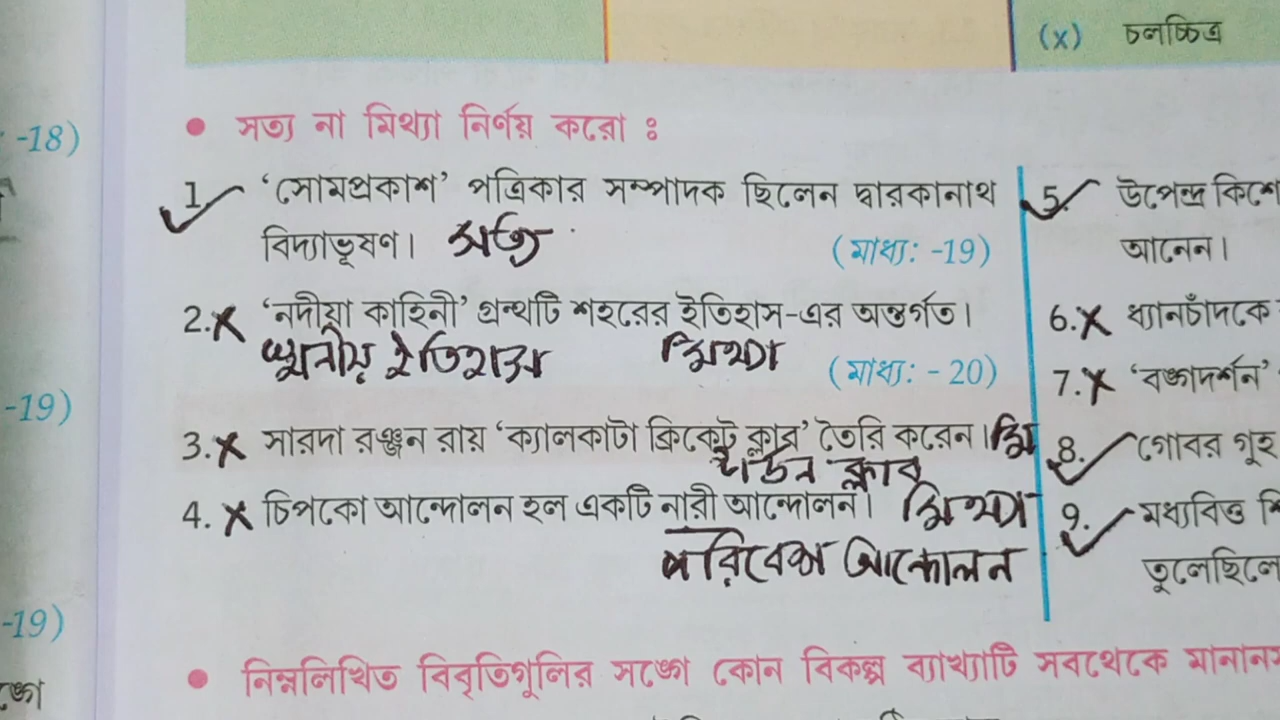 (x) চলচ্চিত্র
-18)
• সত্য না মিথ্যা নির্ণয় করো ঃ
1. ‘সোমপ্রকাশ’ পত্রিকার সম্পাদক ছিলেন দ্বারকানাথ
বিদ্যাভূষণ। সত্য (মাধ্য: -19)
2. ‘নদীয়া কাহিনী’ গ্রন্থটি শহরের ইতিহাস-এর অন্তর্গত।
স্থানীয় ইতিহাস মিথ্যা (মাধ্য: - 20)
-19)
3. সারদা রঞ্জন রায় ‘ক্যালকাটা ক্রিকেট ক্লাব’ তৈরি করেন। মি
টাউন ক্লাব
4. চিপকো আন্দোলন হল একটি নারী আন্দোলন। মিথ্যা
পরিবেশ আন্দোলন
5. উপেন্দ্র কিশো
আনেন।
6. ধ্যানচাঁদকে
7. ‘বঙ্গদর্শন’
8. গোবর গুহ
9. মধ্যবিত্ত শি
তুলেছিলে
-19)
• নিম্নলিখিত বিবৃতিগুলির সঙ্গে কোন বিকল্প ব্যাখ্যাটি সবথেকে মানানস